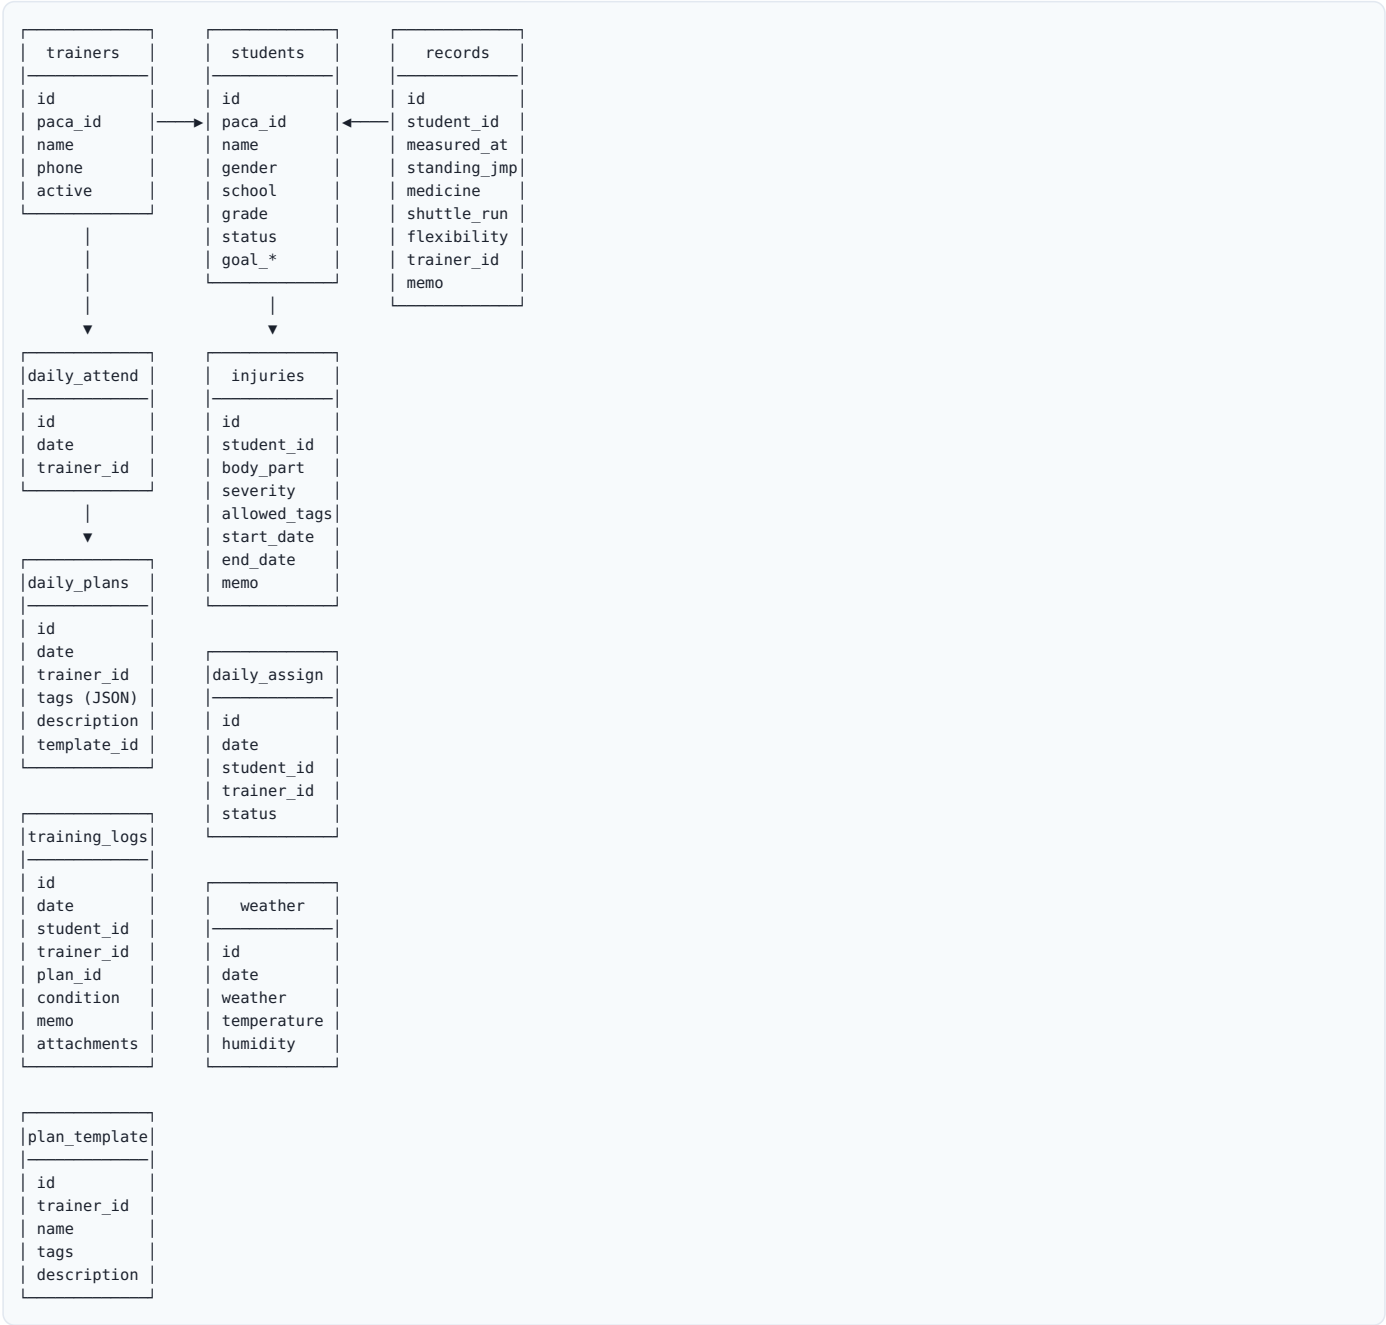 trainers
id
paca_id
name
phone
active
students
id
paca_id
name
gender
school
grade
status
goal_*
records
id
student_id
measured_at
standing_jmp
medicine
shuttle_run
flexibility
trainer_id
memo
daily_attend
id
date
trainer_id
injuries
id
student_id
body_part
severity
allowed_tags
start_date
end_date
memo
daily_plans
id
date
trainer_id
tags (JSON)
description
template_id
daily_assign
id
date
student_id
trainer_id
status
training_logs
id
date
student_id
trainer_id
plan_id
condition
memo
attachments
weather
id
date
weather
temperature
humidity
plan_template
id
trainer_id
name
tags
description